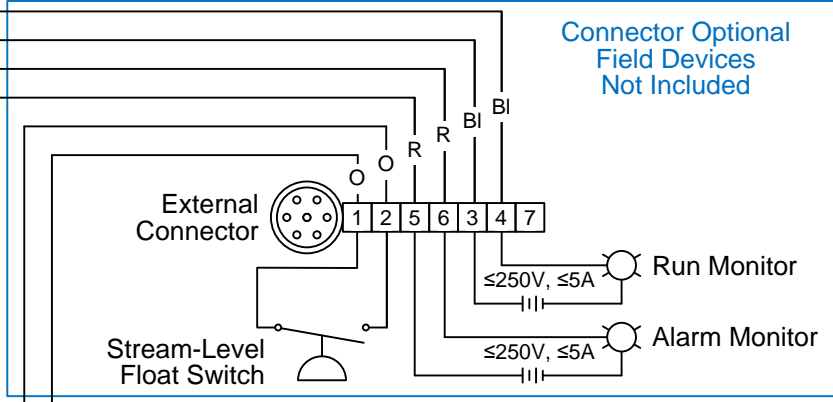 Connector Optional
Field Devices
Not Included
Bl
Bl
R
R
O
O
External
Connector
1 2 5 6 3 4 7
≤250V, ≤5A
Run Monitor
≤250V, ≤5A
Alarm Monitor
Stream-Level
Float Switch